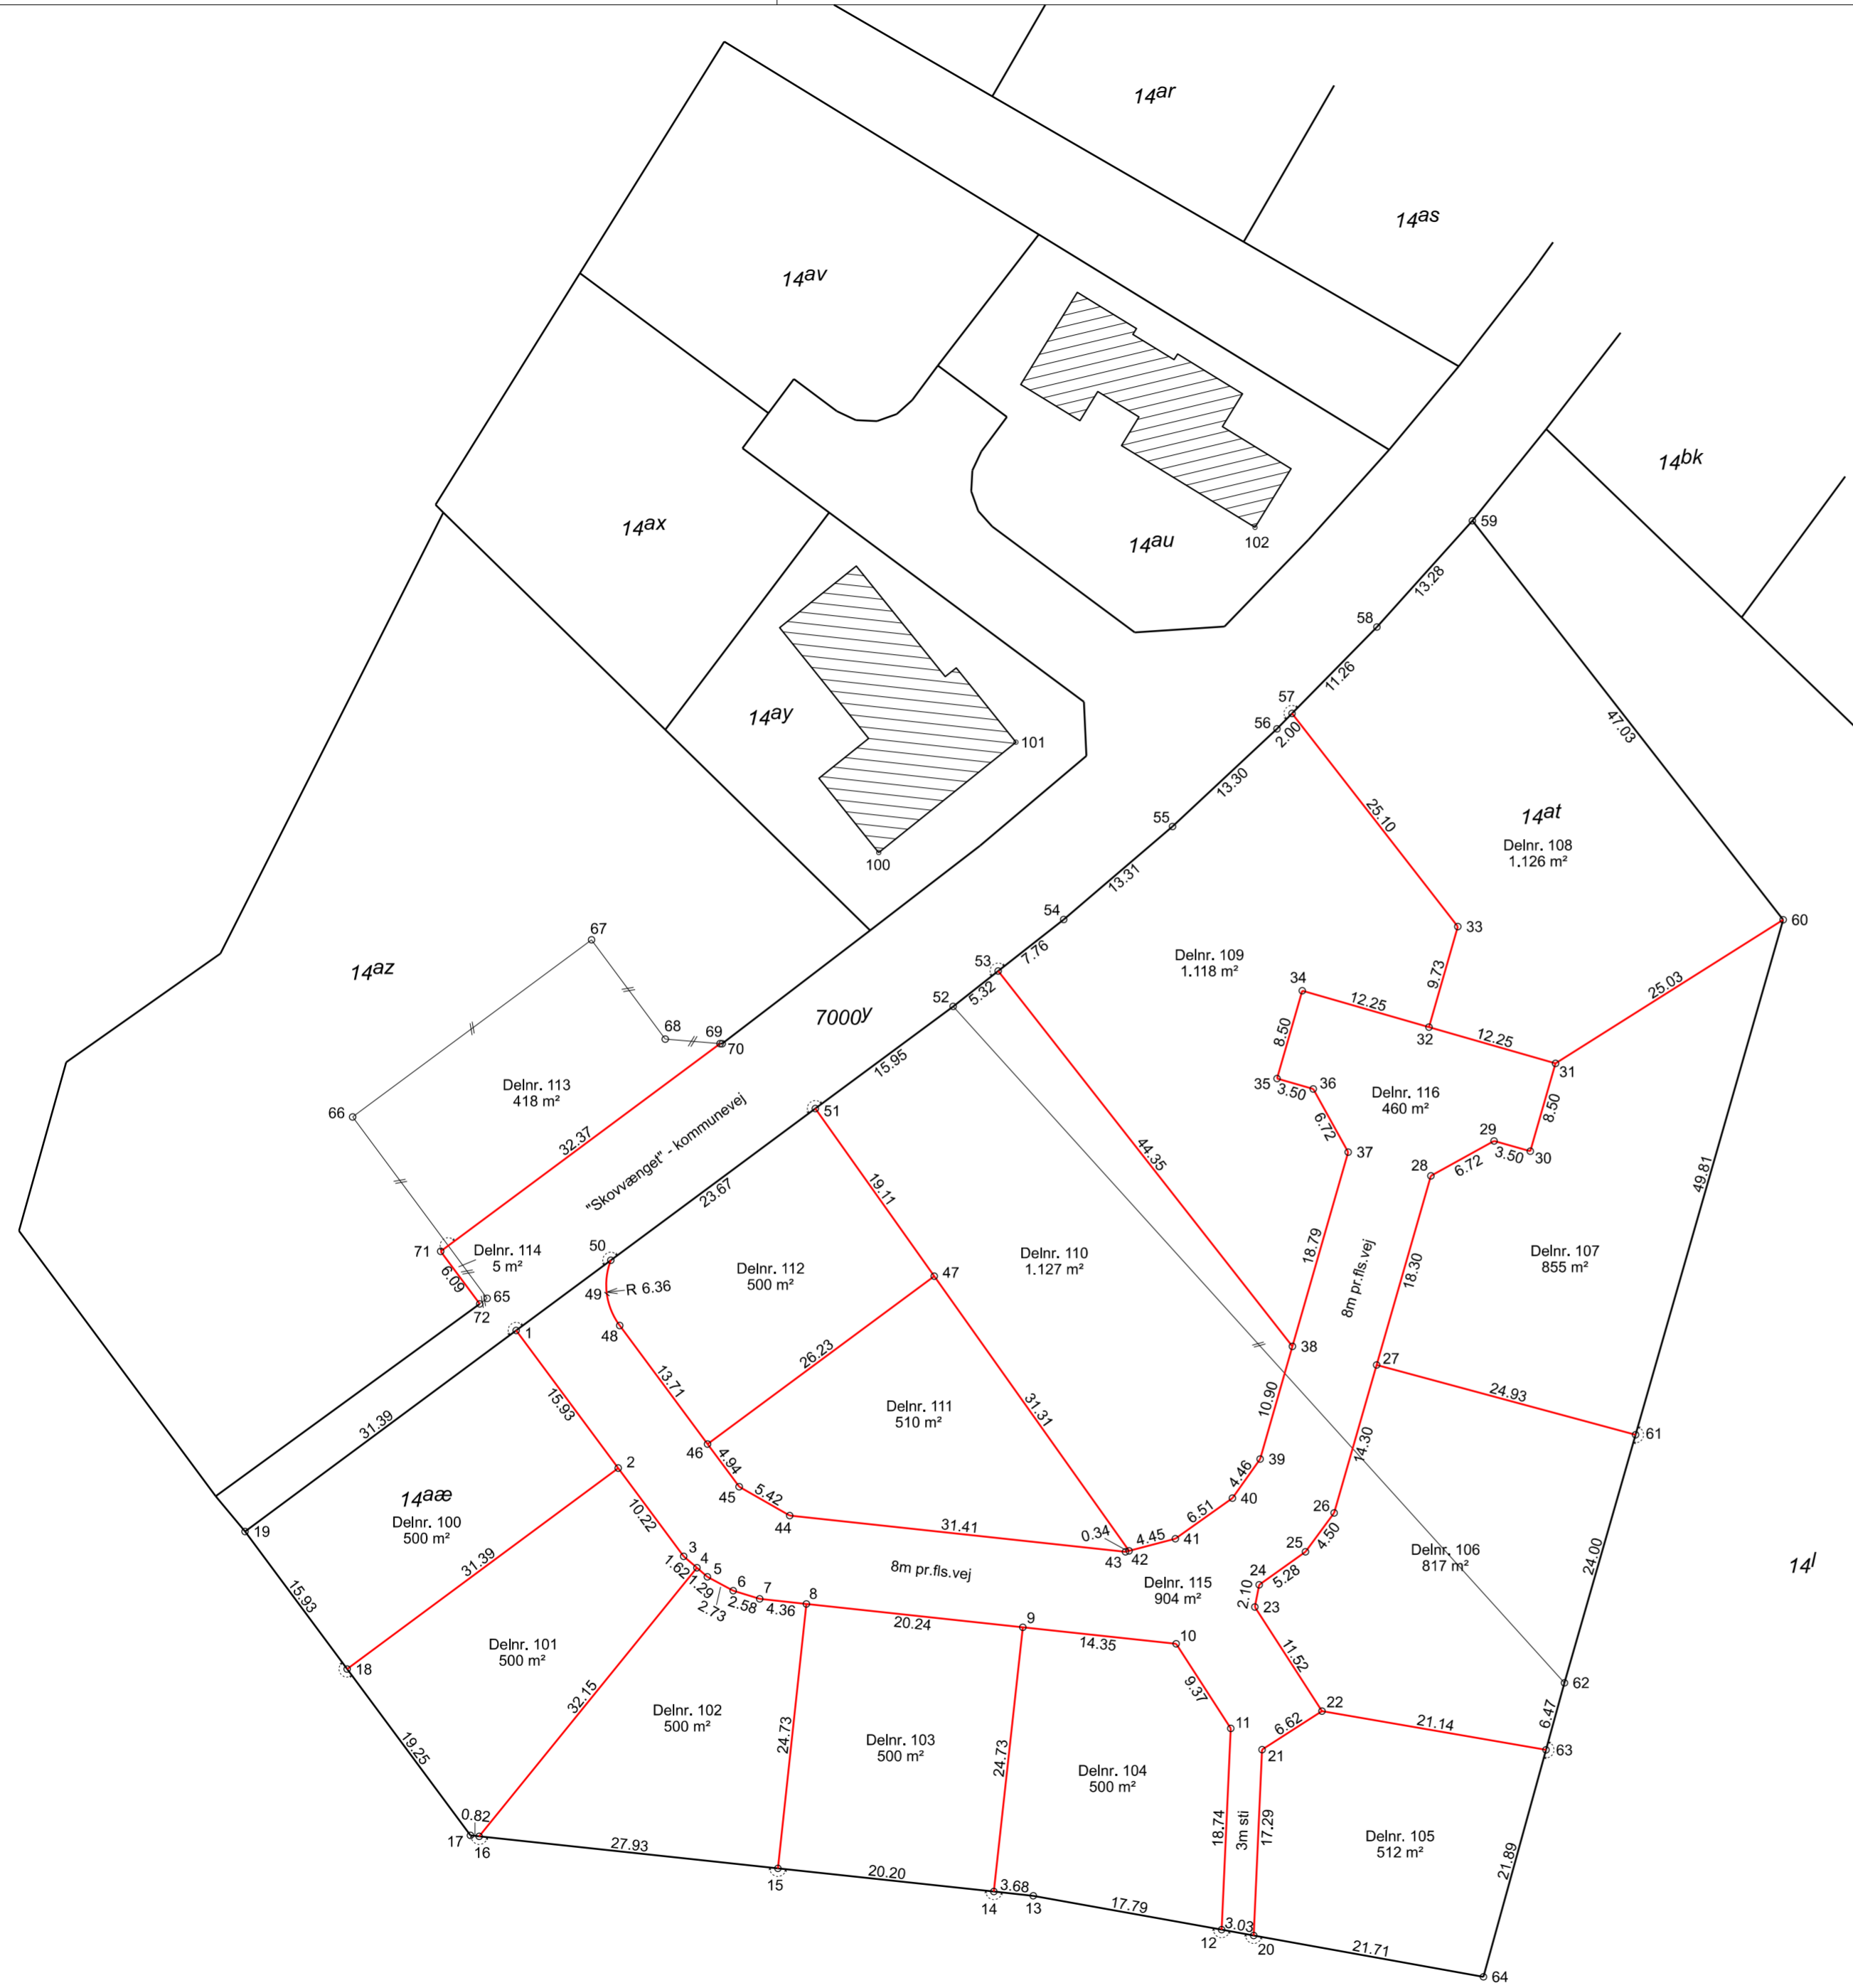 14ar
14as
14av
14bk
14ax
14au
102
59
13.28
58
11.26
57
56
2.00
47.03
14ay
101
13.30
25.10
14at
55
Delnr. 108
1.126 m²
100
13.31
54
60
33
67
53
7.76
Delnr. 109
1.118 m²
14az
9.73
34
12.25
25.03
52
5.32
7000y
68
69
70
32
12.25
8.50
15.95
31
Delnr. 113
418 m²
35
3.50
36
Delnr. 116
460 m²
8.50
66
51
6.72
29
32.37
"Skovvænget" - kommunevej
44.35
37
3.50
30
28
6.72
49.81
23.67
19.11
71
Delnr. 114
5 m²
50
Delnr. 112
500 m²
Delnr. 110
1.127 m²
18.79
8m pr.fls.vej
18.30
Delnr. 107
855 m²
6.09
47
49
R 6.36
65
72
1
48
38
27
26.23
13.71
24.93
15.93
31.39
Delnr. 111
510 m²
31.31
10.90
61
14.30
46
4.94
39
2
4.46
14aæ
Delnr. 100
500 m²
45
5.42
40
6.51
26
19
10.22
44
31.41
0.34
4.45
41
25
4.50
43
42
Delnr. 106
817 m²
24.00
14l
3
4
5
1.62
1.29
31.39
8m pr.fls.vej
Delnr. 115
904 m²
24
5.28
2.10
23
6
7
8
2.73
2.58
4.36
20.24
9
15.93
14.35
10
11.52
Delnr. 101
500 m²
18
9.37
62
32.15
Delnr. 102
500 m²
22
6.47
11
6.62
21.14
19.25
24.73
Delnr. 103
500 m²
24.73
21
63
Delnr. 104
500 m²
0.82
17
16
27.93
18.74
3m sti
17.29
Delnr. 105
512 m²
21.89
15
20.20
3.68
14
13
17.79
3.03
12
20
21.71
64